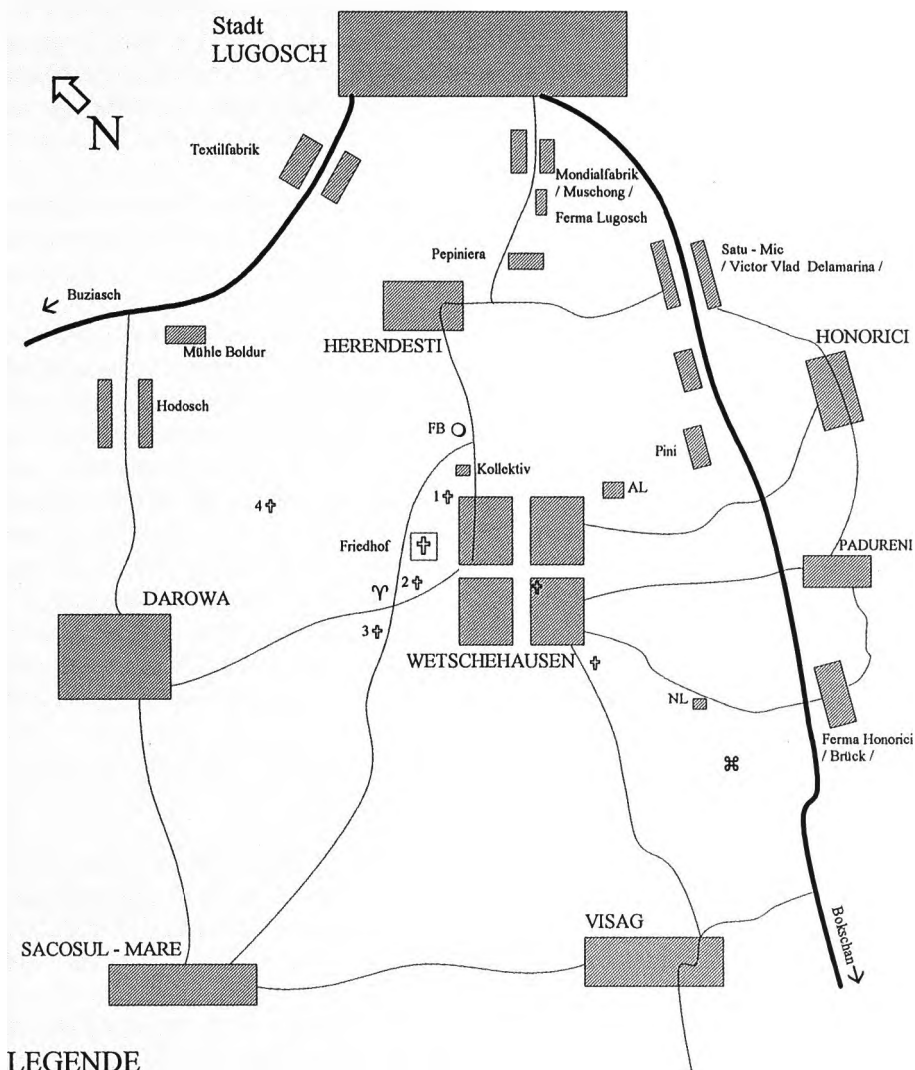 Stadt
LUGOSCH
N
Textilfabrik
Mondialfabrik
/ Muschong /
Ferma Lugosch
Pepiniera
Satu - Mic
/ Victor Vlad Delamarina /
Buziasch
HERENDESTI
HONORICI
Mühle Boldur
Hodosch
FB
Kollektiv
Pini
AL
1
4
Friedhof
PADURENI
2
DAROWA
3
WETSCHEHAUSEN
NL
Ferma Honorici
/ Brück /
VISAG
SACOSUL - MARE
Bokschan
LEGENDE